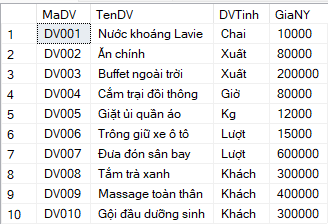 MaDV TenDV DVTinh GiaNY
1 DV001 Nước khoáng Lavie Chai 10000
2 DV002 Ăn chính Xuất 80000
3 DV003 Buffet ngoài trời Xuất 200000
4 DV004 Cắm trại đồi thông Giờ 80000
5 DV005 Giặt ủi quần áo Kg 12000
6 DV006 Trông giữ xe ô tô Lượt 15000
7 DV007 Đưa đón sân bay Lượt 600000
8 DV008 Tắm trà xanh Khách 300000
9 DV009 Massage toàn thân Khách 400000
10 DV010 Gội đầu dưỡng sinh Khách 300000